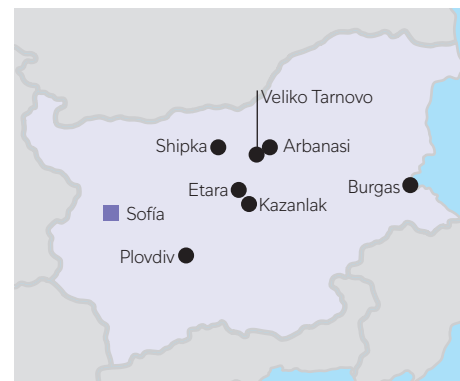 Veliko Tarnovo
Shipka
Arbanasi
Etara
Burgas
Kazanlak
Sofía
Plovdiv